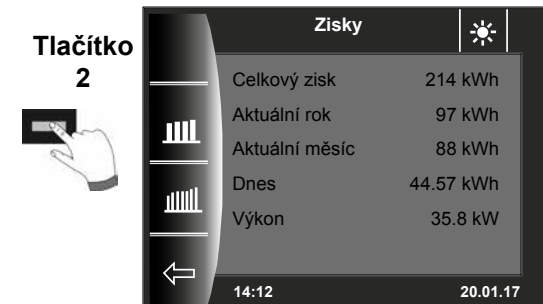 Tlačítko
2
Zisky
Celkový zisk 214 kWh
Aktuální rok 97 kWh
Aktuální měsíc 88 kWh
Dnes 44.57 kWh
Výkon 35.8 kW
14:12 20.01.17